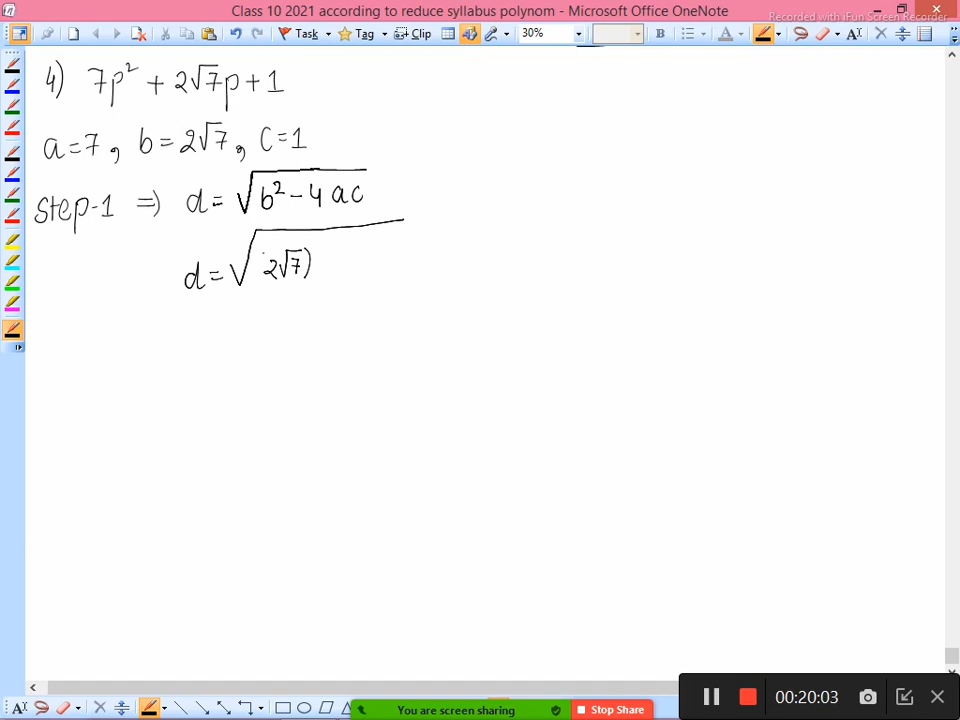 Class 10 2021 according to reduce syllabus polynom - Microsoft Office OneNote
Recorded with iFun Screen Recorder
Task Tag Clip 30% B A
4) 7p² + 2√7p + 1
a = 7, b = 2√7, c = 1
Step-1 ⇒ d = √b² - 4ac
d = √2√7)
You are screen sharing Stop Share
00:20:03